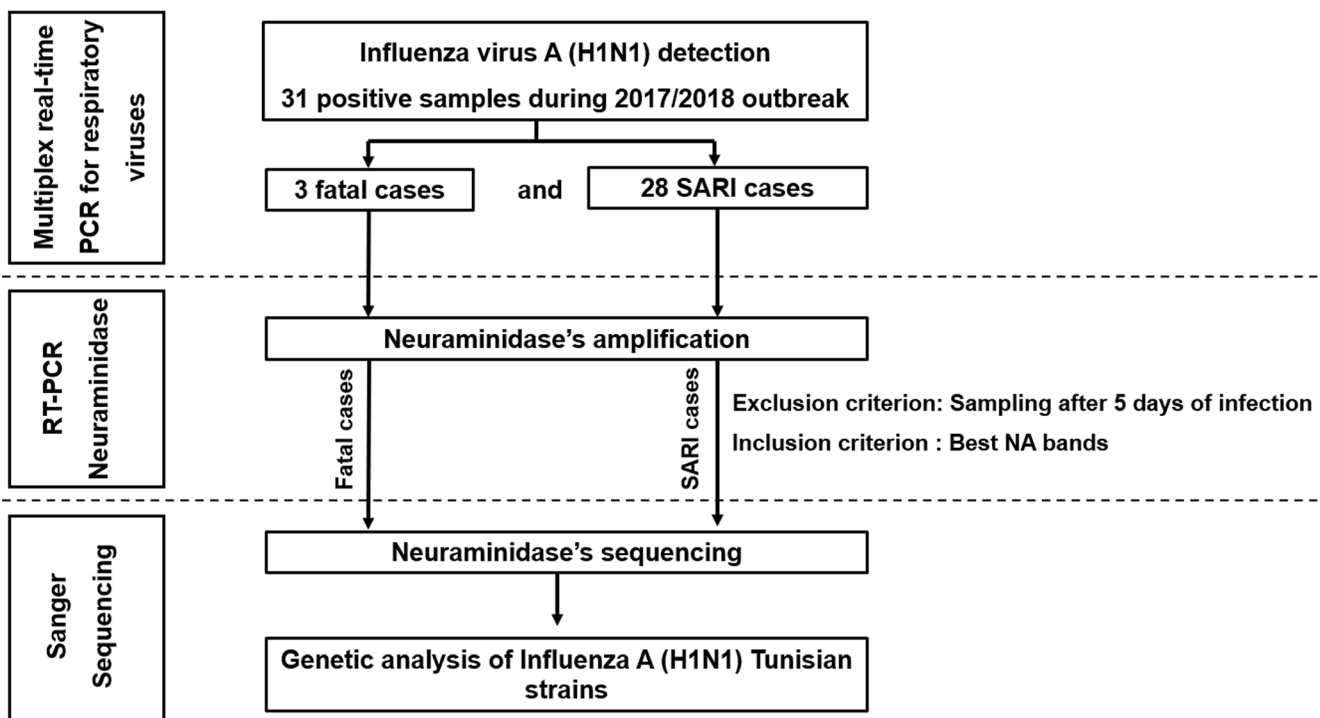 Multiplex real-time
PCR for respiratory
viruses
Influenza virus A (H1N1) detection
31 positive samples during 2017/2018 outbreak
3 fatal cases
and
28 SARI cases
RT-PCR
Neuraminidase
Neuraminidase’s amplification
Fatal cases
SARI cases
Exclusion criterion: Sampling after 5 days of infection
Inclusion criterion : Best NA bands
Sanger
Sequencing
Neuraminidase’s sequencing
Genetic analysis of Influenza A (H1N1) Tunisian
strains